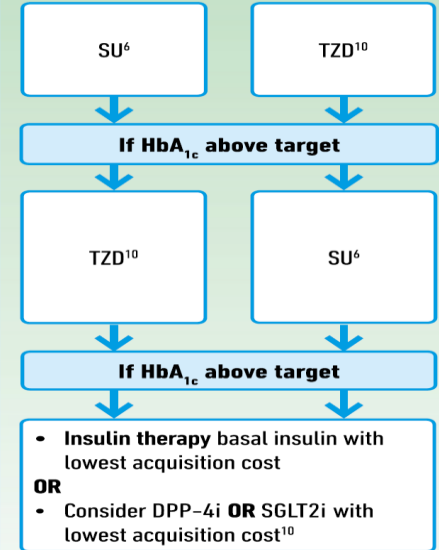 SU⁶
TZD¹⁰
If HbA₁c above target
TZD¹⁰
SU⁶
If HbA₁c above target
• Insulin therapy basal insulin with
lowest acquisition cost
OR
• Consider DPP-4i OR SGLT2i with
lowest acquisition cost¹⁰